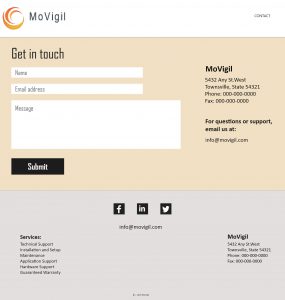 MoVigil
CONTACT
Get in touch
Name
Email address
Message
Submit
MoVigil
5432 Any St.West
Townsville, State 54321
Phone: 000-000-0000
Fax: 000-000-0000
For questions or support,
email us at:
info@movigil.com
info@movigil.com
Services:
Technical Support
Installation and Setup
Maintenance
Application Support
Hardware Support
Guaranteed Warranty
MoVigil
5432 Any St West
Townsville, State 54321
Phone: 000-000-0000
Fax: 000-000-0000